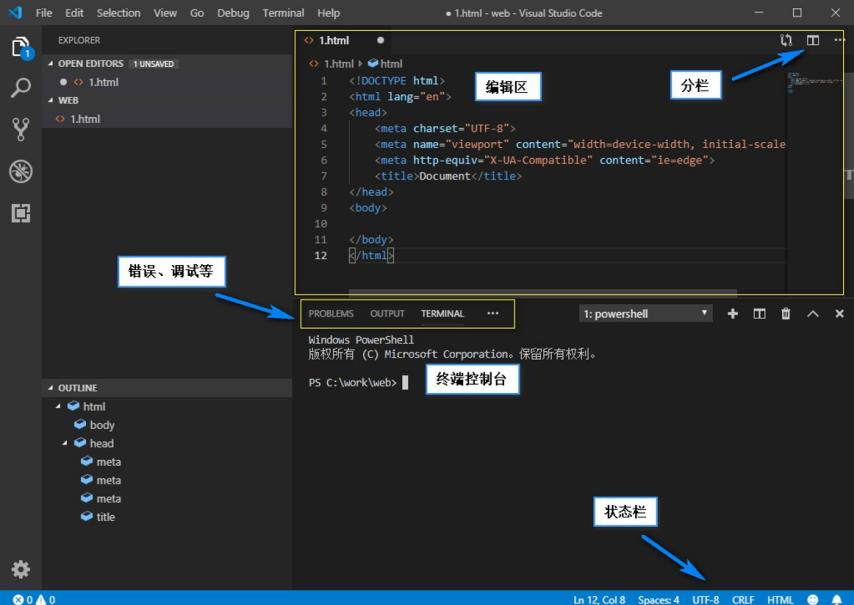 File Edit Selection View Go Debug Terminal Help ● 1.html - web - Visual Studio Code
EXPLORER
1
OPEN EDITORS 1 UNSAVED
● <> 1.html
WEB
<> 1.html
<> 1.html ●
<> 1.html html
1 <!DOCTYPE html>
2 <html lang="en">
3 <head>
4 <meta charset="UTF-8">
5 <meta name="viewport" content="width=device-width, initial-scale
6 <meta http-equiv="X-UA-Compatible" content="ie=edge">
7 <title>Document</title>
8 </head>
9 <body>
10
11 </body>
12 </html>
编辑区
分栏
错误、调试等
PROBLEMS OUTPUT TERMINAL ··· 1: powershell
Windows PowerShell
版权所有 (C) Microsoft Corporation。保留所有权利。
PS C:\work\web>
终端控制台
OUTLINE
html
body
head
meta
meta
meta
title
状态栏
0 0 Ln 12, Col 8 Spaces: 4 UTF-8 CRLF HTML